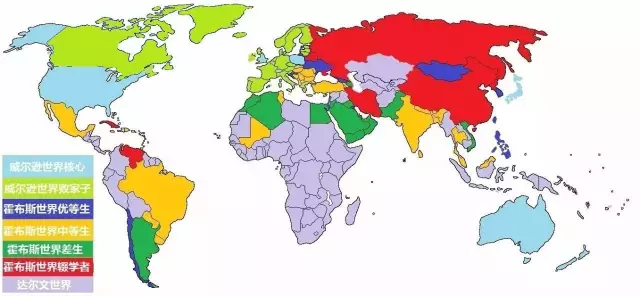 威尔逊世界核心
威尔逊世界败家子
霍布斯世界优等生
霍布斯世界中等生
霍布斯世界差生
霍布斯世界辍学者
达尔文世界